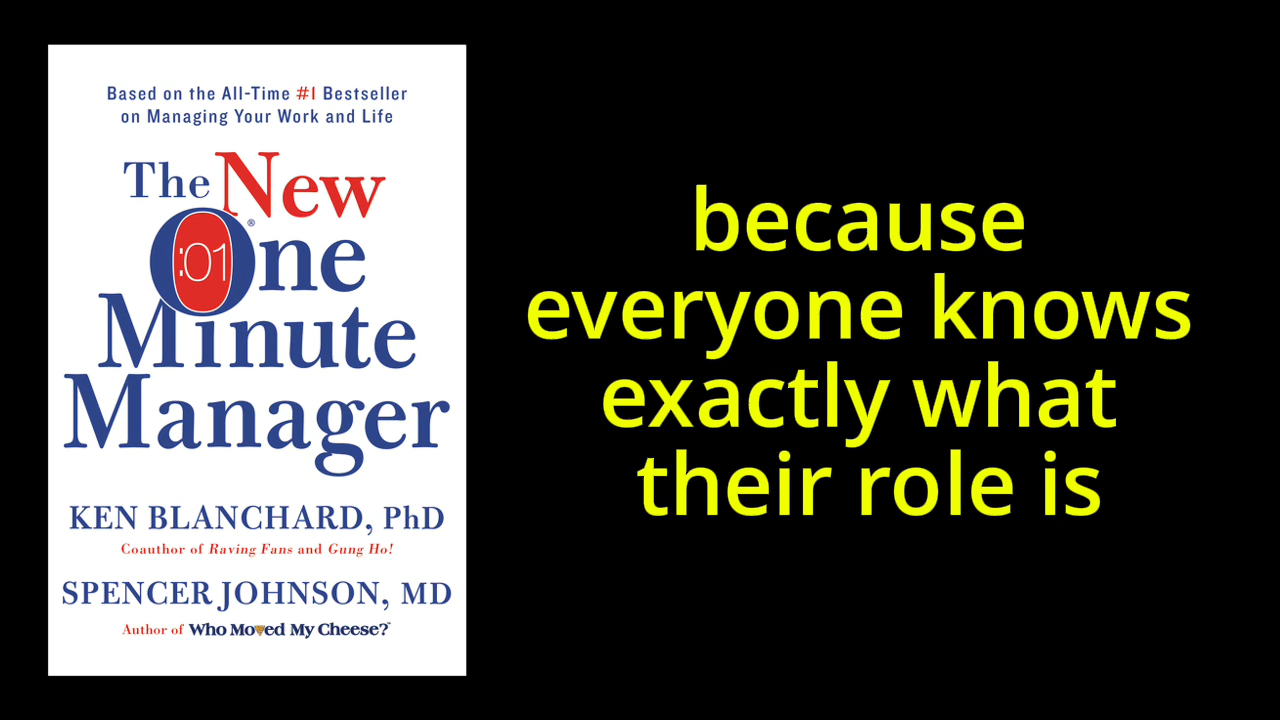 Based on the All-Time #1 Bestseller
on Managing Your Work and Life
The New
:01
One®
Minute
Manager
KEN BLANCHARD, PhD
Coauthor of Raving Fans and Gung Ho!
SPENCER JOHNSON, MD
Author of Who Moved My Cheese?
because
everyone knows
exactly what
their role is